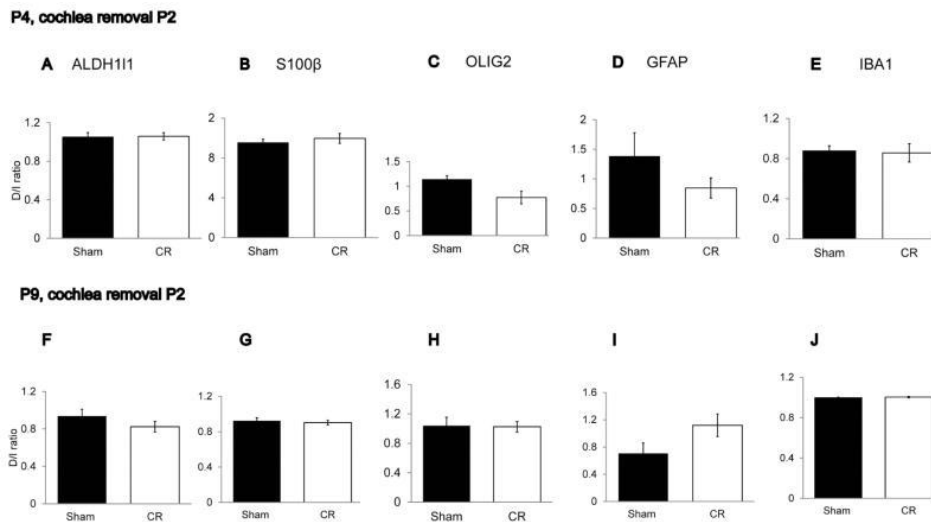 P4, cochlea removal P2
A ALDH1l1
B S100β
C OLIG2
D GFAP
E IBA1
D/I ratio
1.2
0.8
0.4
0
Sham CR
2
8
9
0
Sham CR
1.5
1
0.5
0
Sham CR
2
1.5
1
0.5
0
Sham CR
1.2
0.8
0.4
0
Sham CR
P9, cochlea removal P2
F
G
H
I
J
D/I ratio
1.2
0.8
0.4
0
Sham CR
1.2
0.8
0.4
0
Sham CR
1.6
1.2
0.8
0.4
0
Sham CR
1.6
1.2
0.8
0.4
0
Sham CR
1.2
0.8
0.4
0
Sham CR